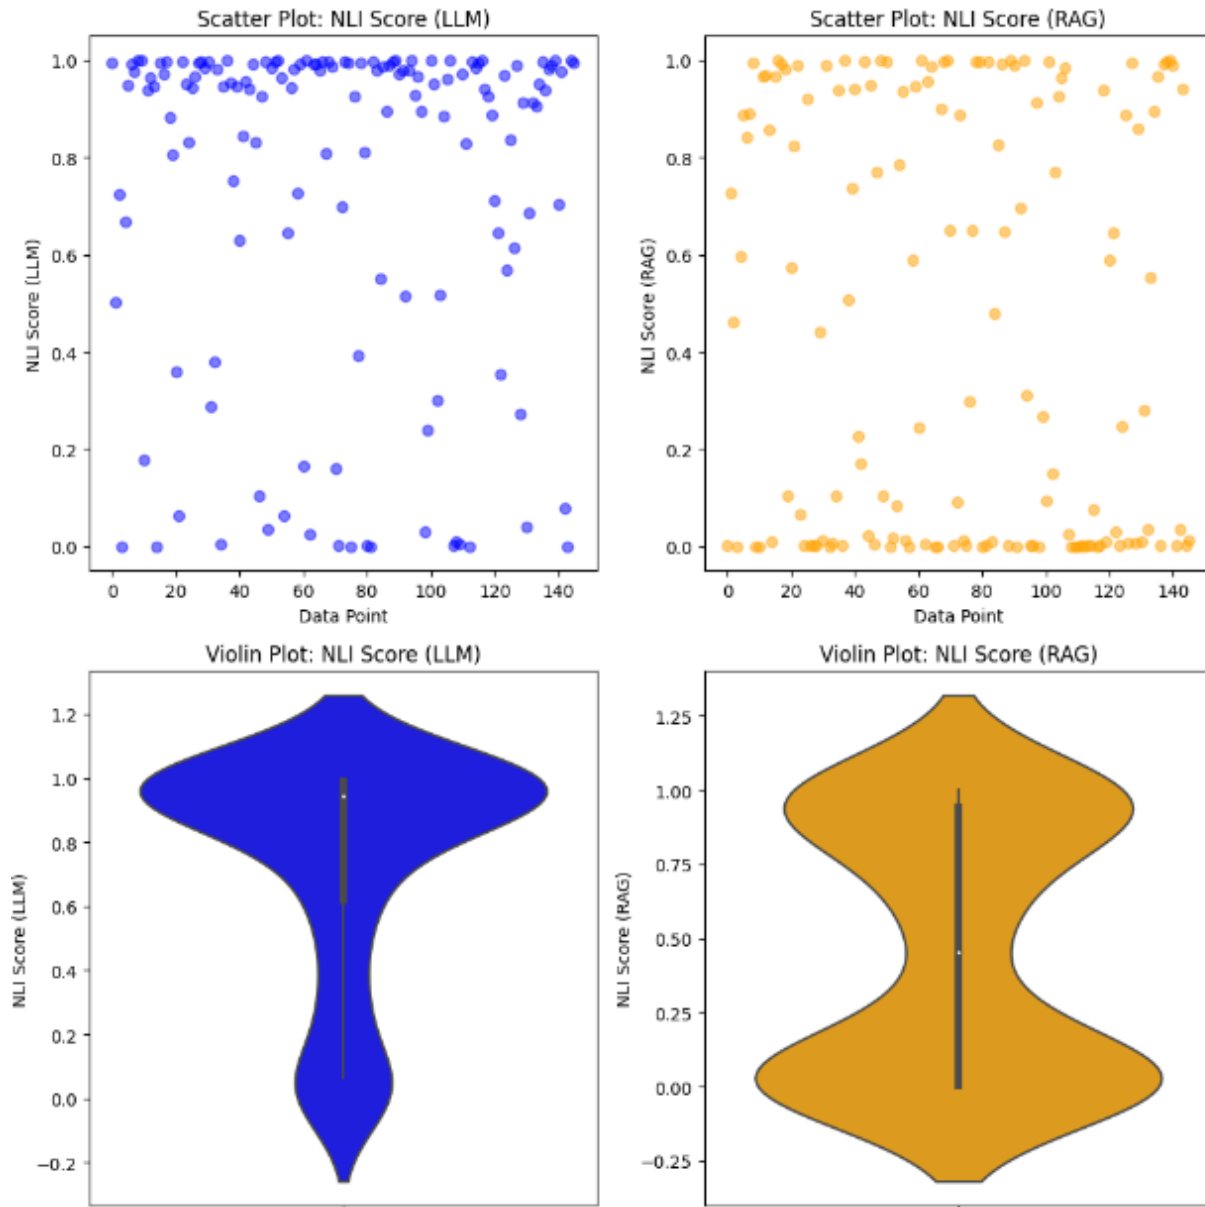 Scatter Plot: NLI Score (LLM)
1.0
0.8
0.6
0.4
0.2
0.0
NLI Score (LLM)
0 20 40 60 80 100 120 140
Data Point
Scatter Plot: NLI Score (RAG)
1.0
0.8
0.6
0.4
0.2
0.0
NLI Score (RAG)
0 20 40 60 80 100 120 140
Data Point
Violin Plot: NLI Score (LLM)
1.2
1.0
0.8
0.6
0.4
0.2
0.0
−0.2
NLI Score (LLM)
Violin Plot: NLI Score (RAG)
1.25
1.00
0.75
0.50
0.25
0.00
−0.25
NLI Score (RAG)